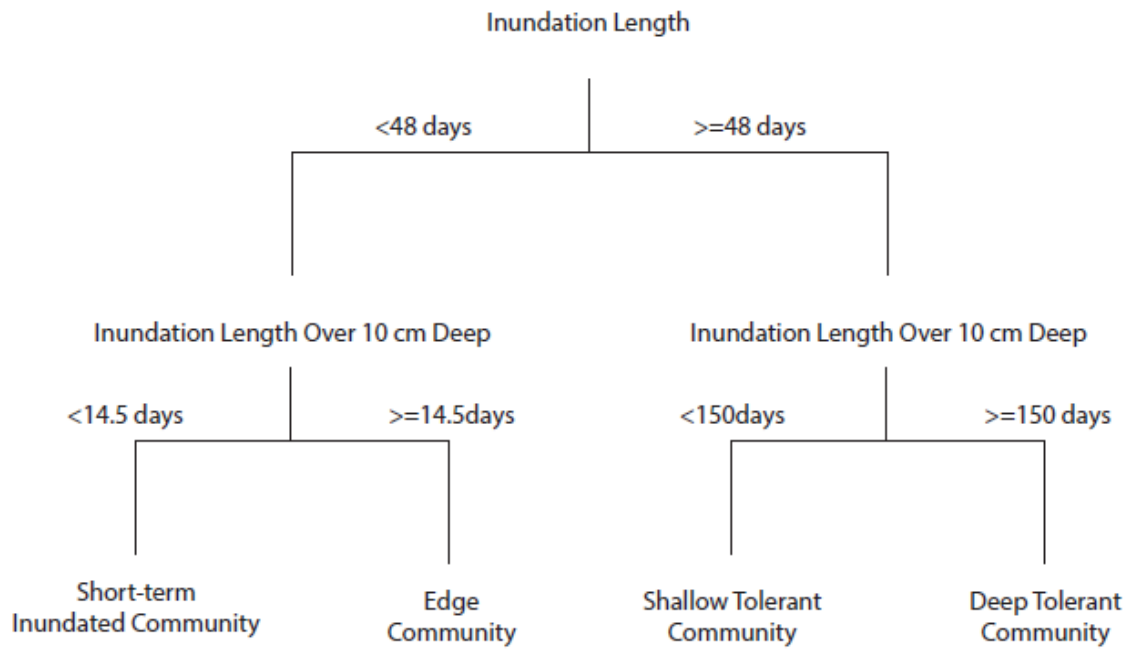 Inundation Length
<48 days
>=48 days
Inundation Length Over 10 cm Deep
Inundation Length Over 10 cm Deep
<14.5 days
>=14.5days
<150days
>=150 days
Short-term
Inundated Community
Edge
Community
Shallow Tolerant
Community
Deep Tolerant
Community